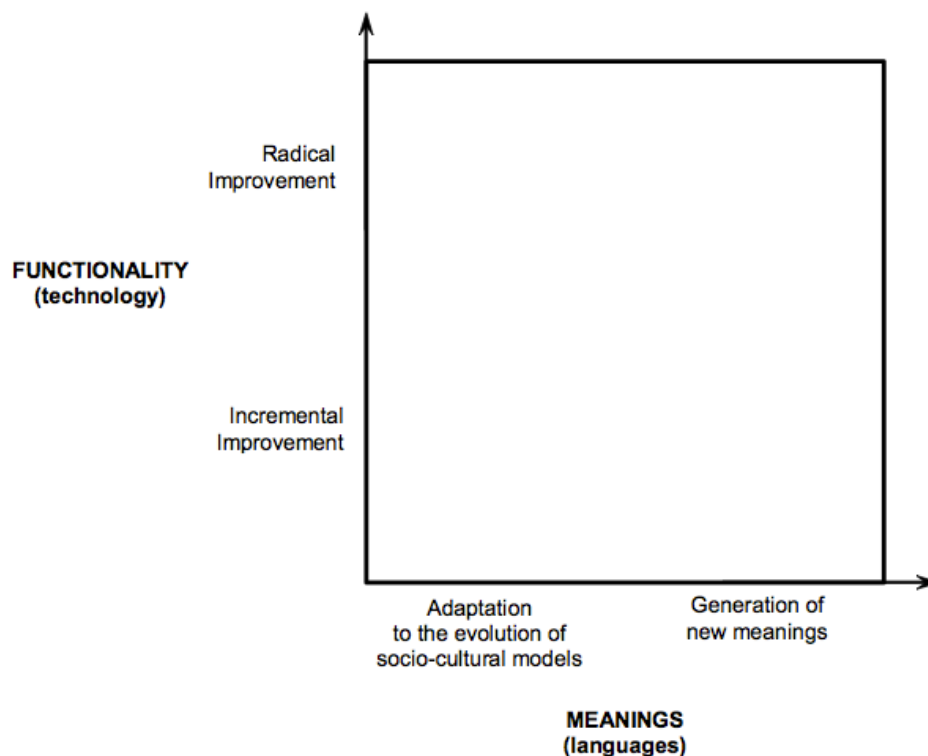 Radical
Improvement
FUNCTIONALITY
(technology)
Incremental
Improvement
Adaptation
to the evolution of
socio-cultural models
Generation of
new meanings
MEANINGS
(languages)